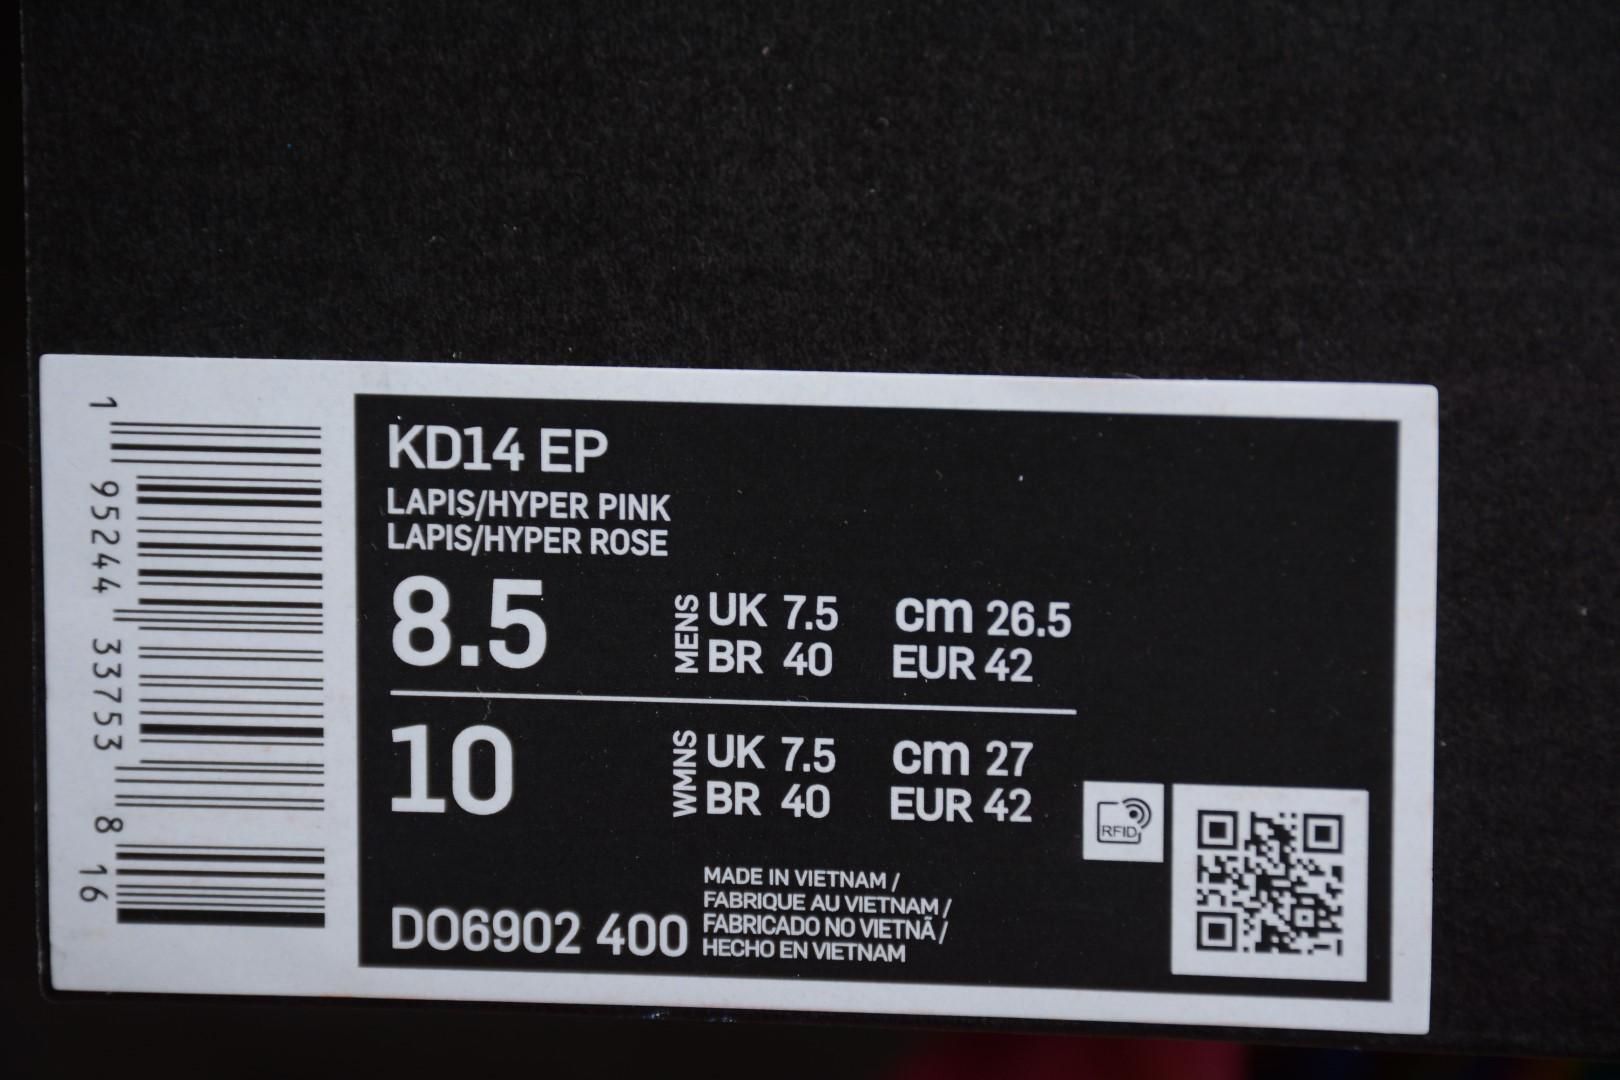 1 95244 33753 8 16
KD14 EP
LAPIS/HYPER PINK
LAPIS/HYPER ROSE
8.5 MENS UK 7.5 cm 26.5
BR 40 EUR 42
10 WMNS UK 7.5 cm 27
BR 40 EUR 42
RFID
DO6902 400
MADE IN VIETNAM /
FABRIQUE AU VIETNAM /
FABRICADO NO VIETNÃ /
HECHO EN VIETNAM